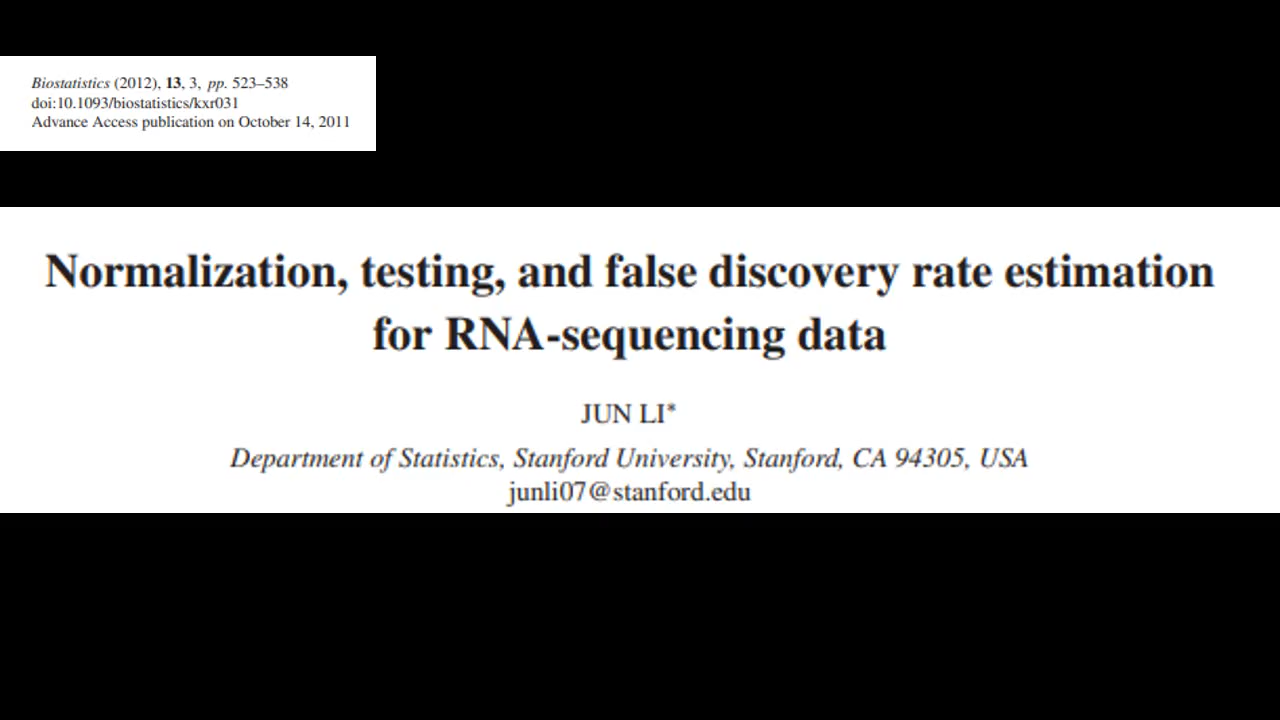 Biostatistics (2012), 13, 3, pp. 523–538
doi:10.1093/biostatistics/kxr031
Advance Access publication on October 14, 2011
Normalization, testing, and false discovery rate estimation
for RNA-sequencing data
JUN LI*
Department of Statistics, Stanford University, Stanford, CA 94305, USA
junli07@stanford.edu